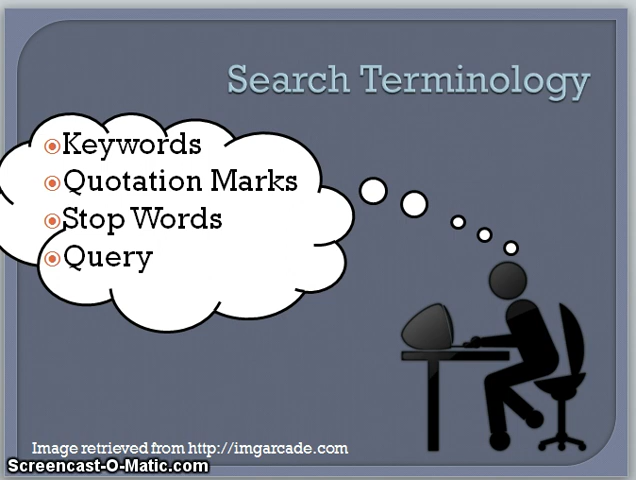 Search Terminology
Keywords
Quotation Marks
Stop Words
Query
Image retrieved from http://imgarcade.com
Screencast-O-Matic.com